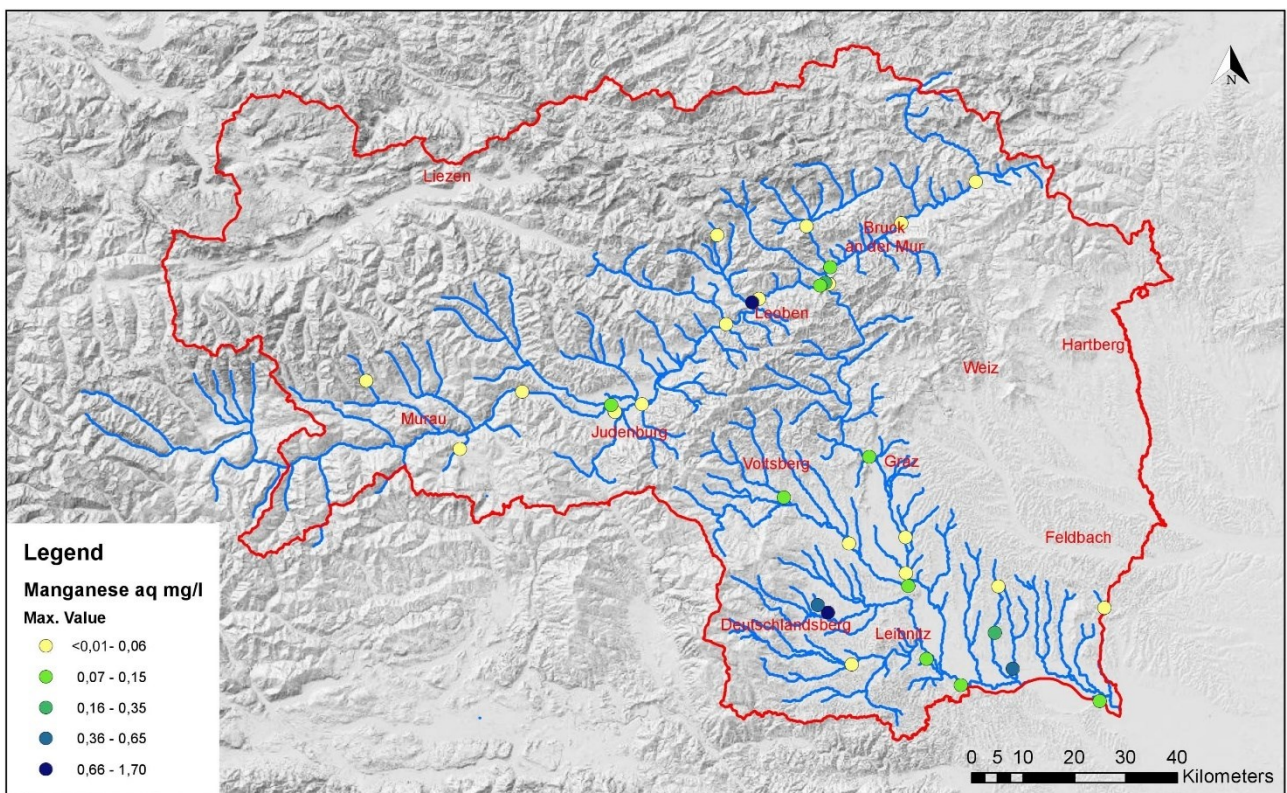 N
Liezen
Bruck
an der Mur
Leoben
Hartberg
Weiz
Murau
Judenburg
Voitsberg
Graz
Feldbach
Deutschlandsberg
Leibnitz
Legend
Manganese aq mg/l
Max. Value
<0,01- 0,06
0,07 - 0,15
0,16 - 0,35
0,36 - 0,65
0,66 - 1,70
0 5 10 20 30 40
Kilometers